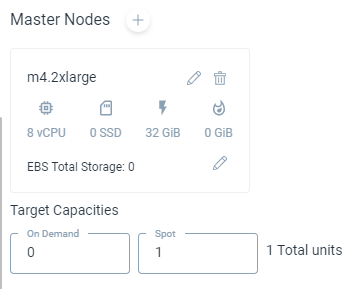 Master Nodes
m4.2xlarge
8 vCPU 0 SSD 32 GiB 0 GiB
EBS Total Storage: 0
Target Capacities
On Demand Spot
0 1 1 Total units